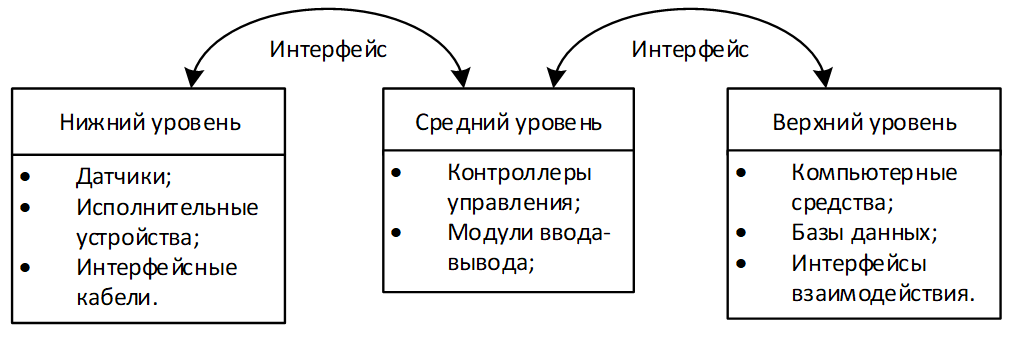 Интерфейс
Интерфейс
Нижний уровень
• Датчики;
• Исполнительные
устройства;
• Интерфейсные
кабели.
Средний уровень
• Контроллеры
управления;
• Модули ввода-
вывода;
Верхний уровень
• Компьютерные
средства;
• Базы данных;
• Интерфейсы
взаимодействия.